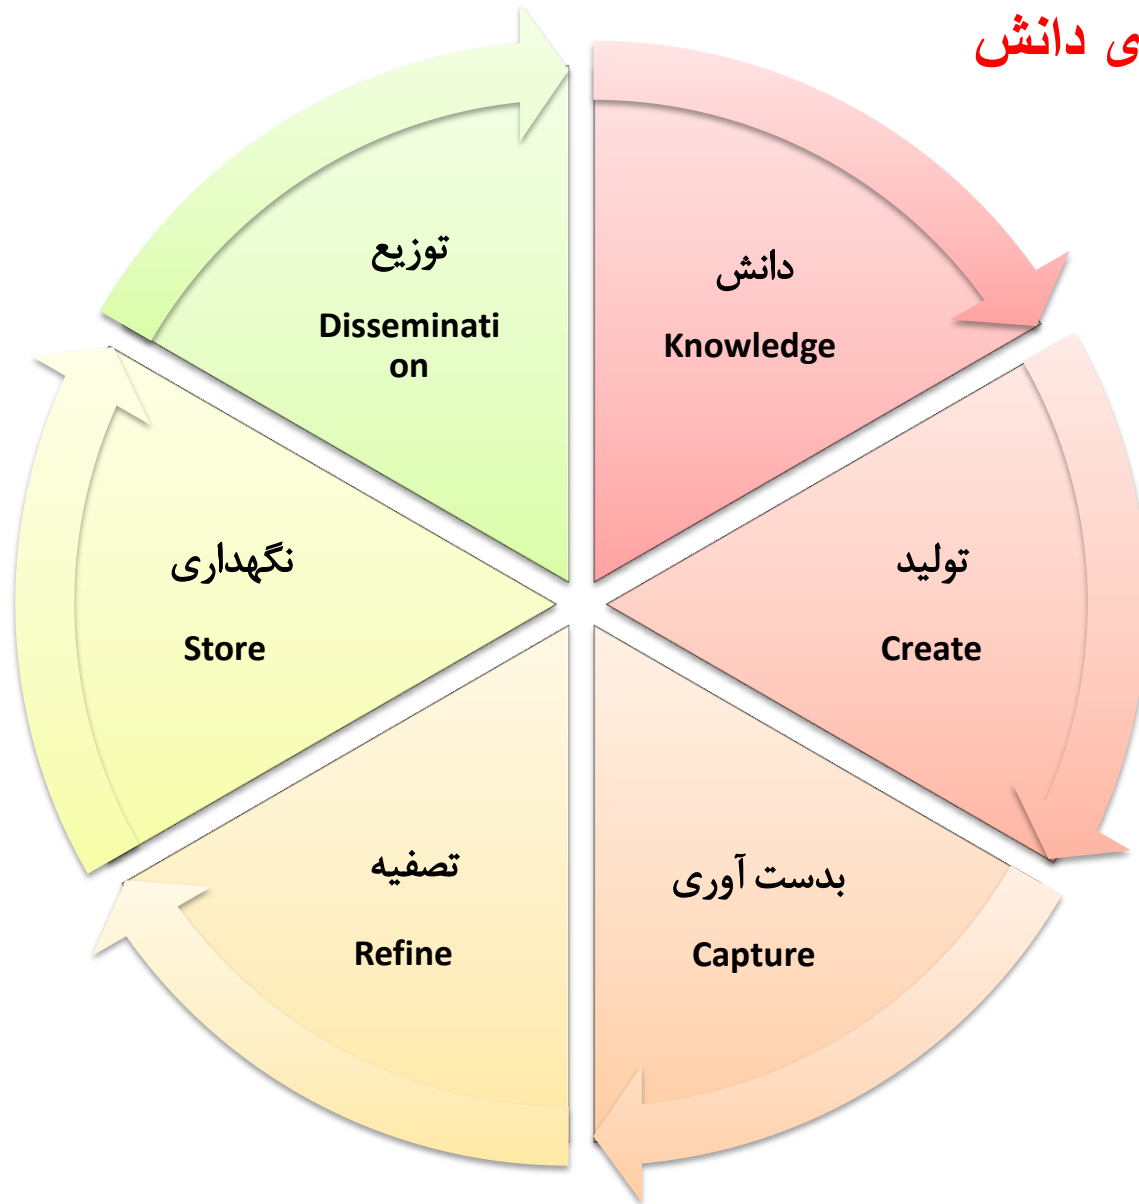 ی دانش
دانش
Knowledge
تولید
Create
بدست آوری
Capture
تصفیه
Refine
نگهداری
Store
توزیع
Disseminati
on